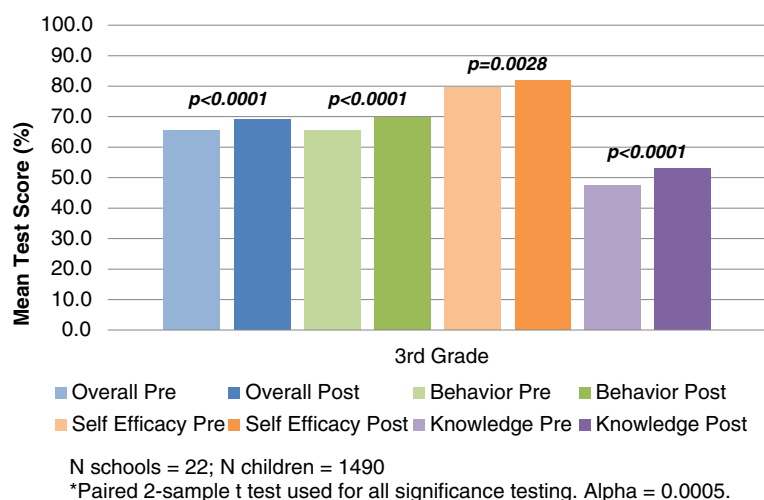 100.0
90.0
80.0
70.0
60.0
50.0
40.0
30.0
20.0
10.0
0.0
Mean Test Score (%)
p<0.0001
p<0.0001
p=0.0028
p<0.0001
3rd Grade
Overall Pre Overall Post Behavior Pre Behavior Post
Self Efficacy Pre Self Efficacy Post Knowledge Pre Knowledge Post
N schools = 22; N children = 1490
*Paired 2-sample t test used for all significance testing. Alpha = 0.0005.